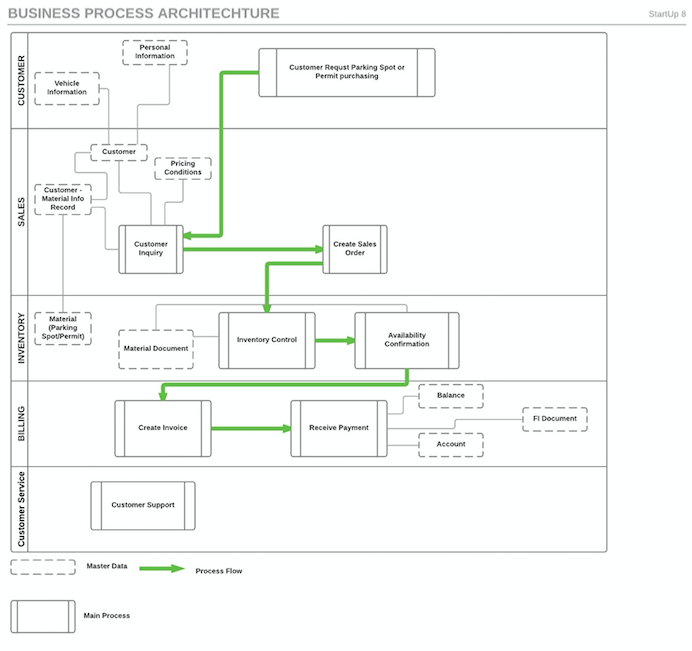 BUSINESS PROCESS ARCHITECHTURE
StartUp 8
CUSTOMER
Personal
Information
Vehicle
Information
Customer Requst Parking Spot or
Permit purchasing
SALES
Customer
Pricing
Conditions
Customer -
Material Info
Record
Customer
Inquiry
Create Sales
Order
INVENTORY
Material
(Parking
Spot/Permit)
Material Document
Inventory Control
Availability
Confirmation
BILLING
Create Invoice
Receive Payment
Balance
FI Document
Account
Customer Service
Customer Support
Master Data
Process Flow
Main Process